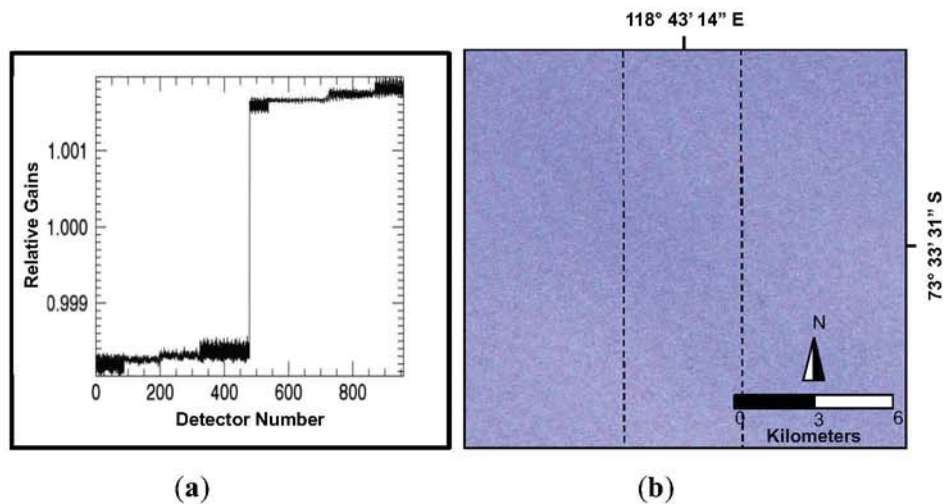 118° 43’ 14” E
Relative Gains
1.001
1.000
0.999
0 200 400 600 800
Detector Number
73° 33’ 31” S
N
0 3 6
Kilometers
(a) (b)